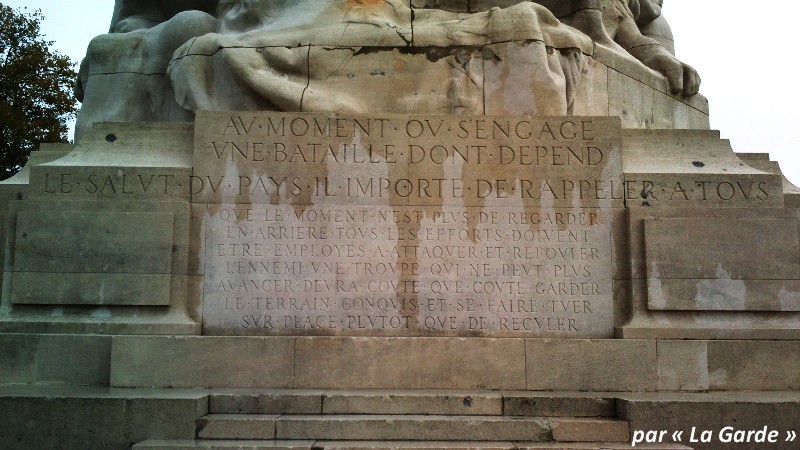 AV·MOMENT·OV·SENGAGE
VNE·BATAILLE·DONT·DEPEND
LE·SALVT·DV·PAYS·IL·IMPORTE·DE·RAPPELER·A·TOVS
QVE·LE·MOMENT·NEST·PLVS·DE·REGARDER
EN·ARRIERE·TOVS·LES·EFFORTS·DOIVENT
ETRE·EMPLOYES·A·ATTAQVER·ET·REFOVLER
LENNEMI·VNE·TROVPE·QVI·NE·PEVT·PLVS
AVANCER·DEVRA·COVTE·QVE·COVTE·GARDER
LE·TERRAIN·CONQVIS·ET·SE·FAIRE·TVER
SVR·PLACE·PLVTOT·QVE·DE·RECVLER
par « La Garde »